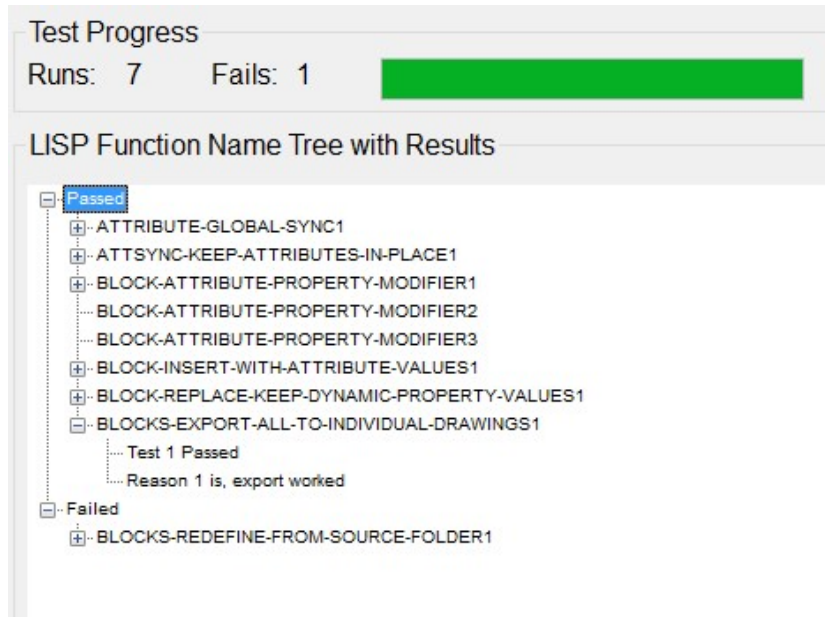 Test Progress
Runs: 7 Fails: 1
LISP Function Name Tree with Results
Passed
ATTRIBUTE-GLOBAL-SYNC1
ATTSYNC-KEEP-ATTRIBUTES-IN-PLACE1
BLOCK-ATTRIBUTE-PROPERTY-MODIFIER1
BLOCK-ATTRIBUTE-PROPERTY-MODIFIER2
BLOCK-ATTRIBUTE-PROPERTY-MODIFIER3
BLOCK-INSERT-WITH-ATTRIBUTE-VALUES1
BLOCK-REPLACE-KEEP-DYNAMIC-PROPERTY-VALUES1
BLOCKS-EXPORT-ALL-TO-INDIVIDUAL-DRAWINGS1
Test 1 Passed
Reason 1 is, export worked
Failed
BLOCKS-REDEFINE-FROM-SOURCE-FOLDER1